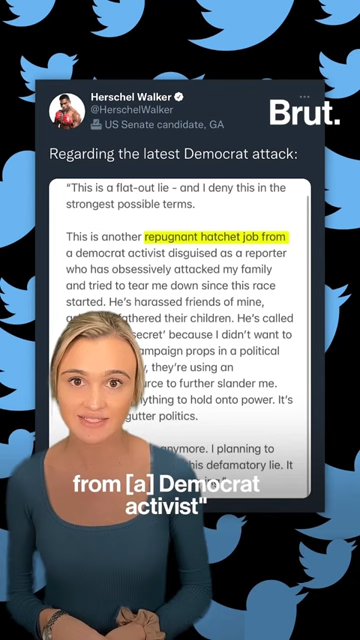 Herschel Walker
@HerschelWalker
US Senate candidate, GA
Brut.
Regarding the latest Democrat attack:
"This is a flat-out lie - and I deny this in the
strongest possible terms.
This is another repugnant hatchet job from
a democrat activist disguised as a reporter
who has obsessively attacked my family
and tried to tear me down since this race
started. He's harassed friends of mine,
fathered their children. He's called
secret' because I didn't want to
campaign props in a political
they're using an
to further slander me.
anything to hold onto power. It's
gutter politics.
anymore. I planning to
this defamatory lie. It
from [a] Democrat
activist"